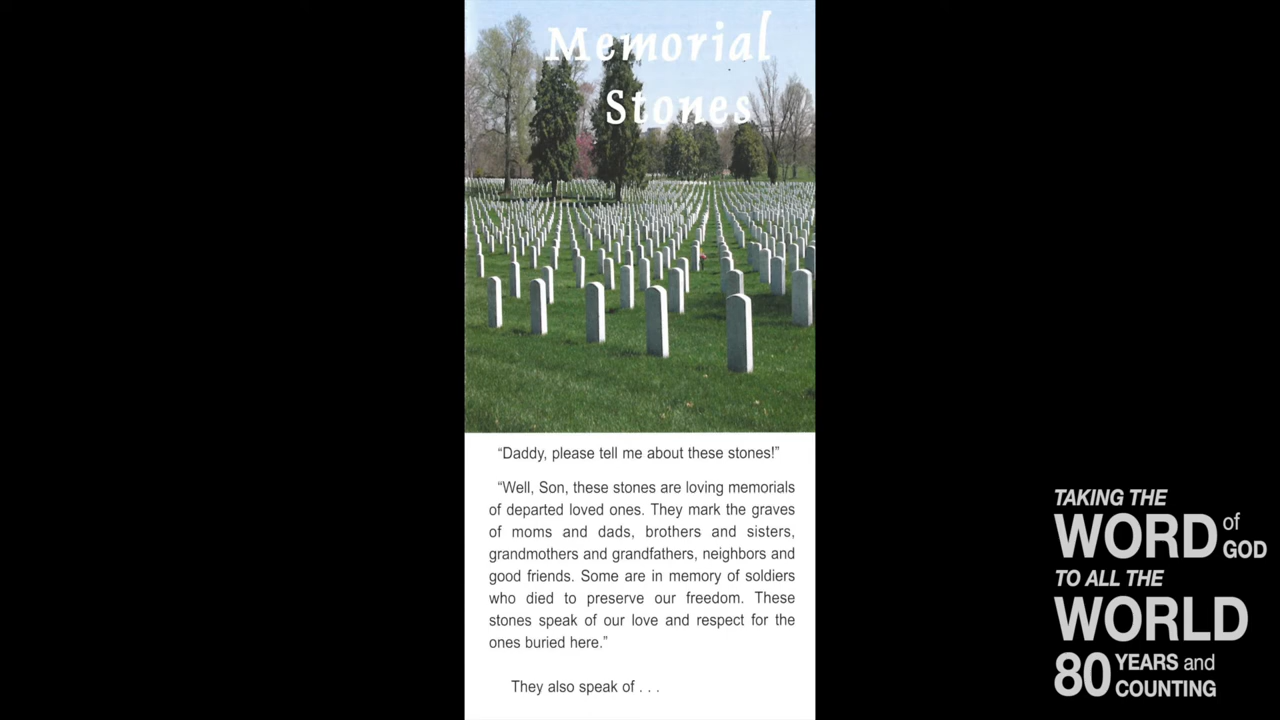 Memorial
Stones
“Daddy, please tell me about these stones!”
“Well, Son, these stones are loving memorials
of departed loved ones. They mark the graves
of moms and dads, brothers and sisters,
grandmothers and grandfathers, neighbors and
good friends. Some are in memory of soldiers
who died to preserve our freedom. These
stones speak of our love and respect for the
ones buried here.”
They also speak of . . .
TAKING THE
WORD of GOD
TO ALL THE
WORLD
80 YEARS and
COUNTING